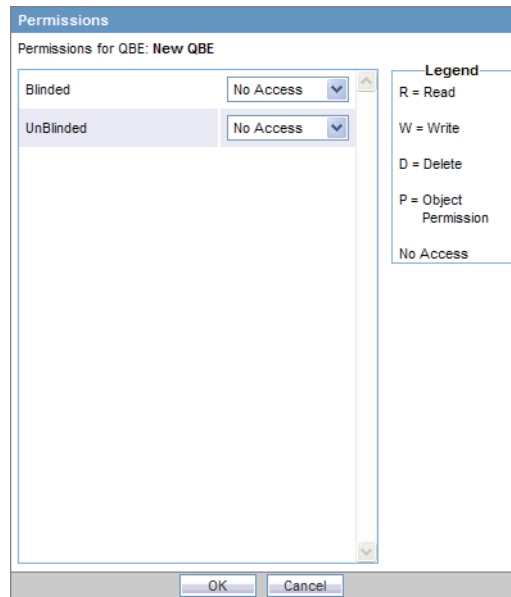 Permissions
Permissions for QBE: New QBE
Blinded No Access
UnBlinded No Access
Legend
R = Read
W = Write
D = Delete
P = Object
Permission
No Access
OK Cancel